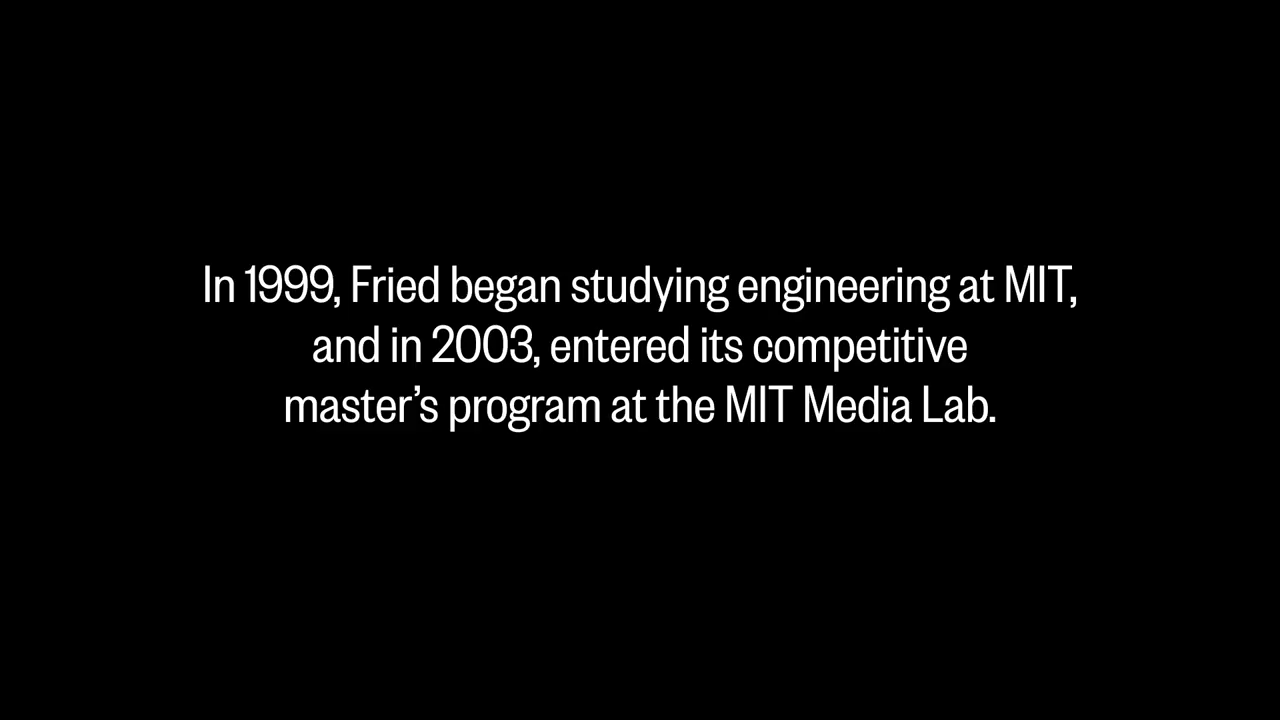 In 1999, Fried began studying engineering at MIT,
and in 2003, entered its competitive
master’s program at the MIT Media Lab.